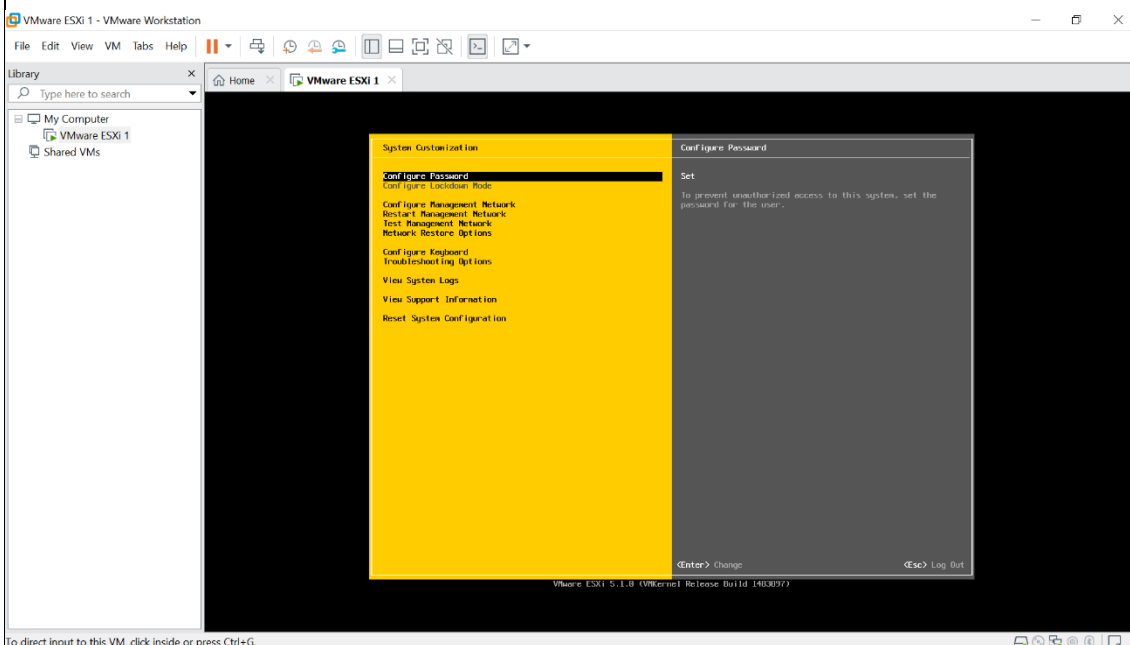 VMware ESXi 1 - VMware Workstation
File Edit View VM Tabs Help
Library
Type here to search
My Computer
VMware ESXi 1
Shared VMs
Home
VMware ESXi 1
System Customization
Configure Password
Configure Lockdown Mode
Configure Management Network
Restart Management Network
Test Management Network
Network Restore Options
Configure Keyboard
Troubleshooting Options
View System Logs
View Support Information
Reset System Configuration
Configure Password
Set
To prevent unauthorized access to this system, set the
password for the user.
<Enter> Change
<Esc> Log Out
VMware ESXi 5.1.0 (VMKernel Release Build 1483097)
To direct input to this VM, click inside or press Ctrl+G.